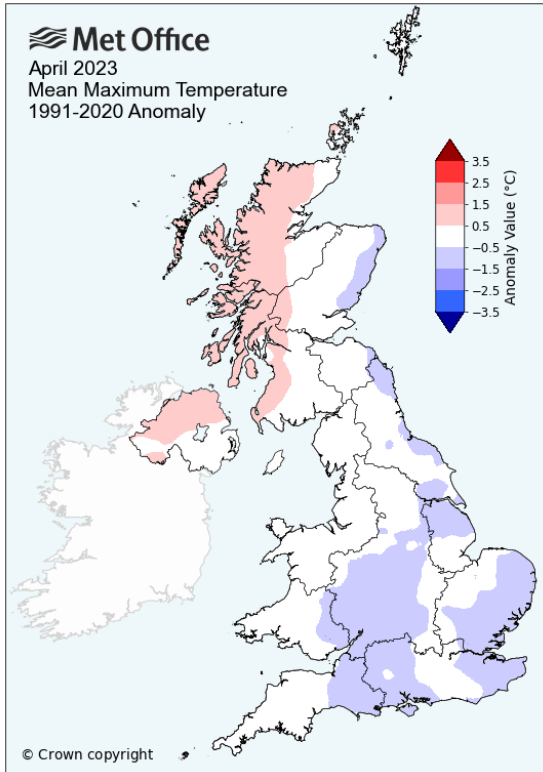 Met Office
April 2023
Mean Maximum Temperature
1991-2020 Anomaly
3.5
2.5
1.5
0.5
−0.5
−1.5
−2.5
−3.5
Anomaly Value (°C)
© Crown copyright